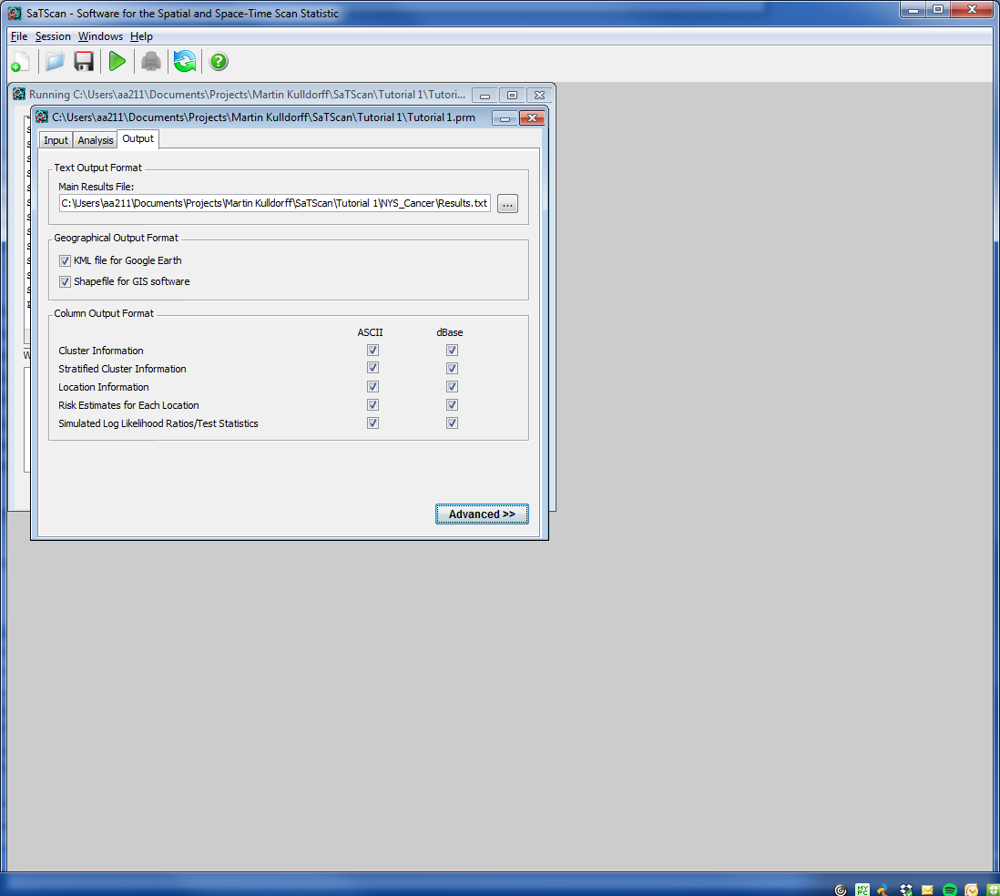 SaTScan - Software for the Spatial and Space-Time Scan Statistic
File Session Windows Help
Running C:\Users\aa211\Documents\Projects\Martin Kulldorff\SaTScan\Tutorial 1\Tutori...
C:\Users\aa211\Documents\Projects\Martin Kulldorff\SaTScan\Tutorial 1\Tutorial 1.prm
Input Analysis Output
Text Output Format
Main Results File:
C:\Users\aa211\Documents\Projects\Martin Kulldorff\SaTScan\Tutorial 1\NYS_Cancer\Results.txt ...
Geographical Output Format
KML file for Google Earth
Shapefile for GIS software
Column Output Format
ASCII dBase
Cluster Information
Stratified Cluster Information
Location Information
Risk Estimates for Each Location
Simulated Log Likelihood Ratios/Test Statistics
Advanced >>
MY
PC